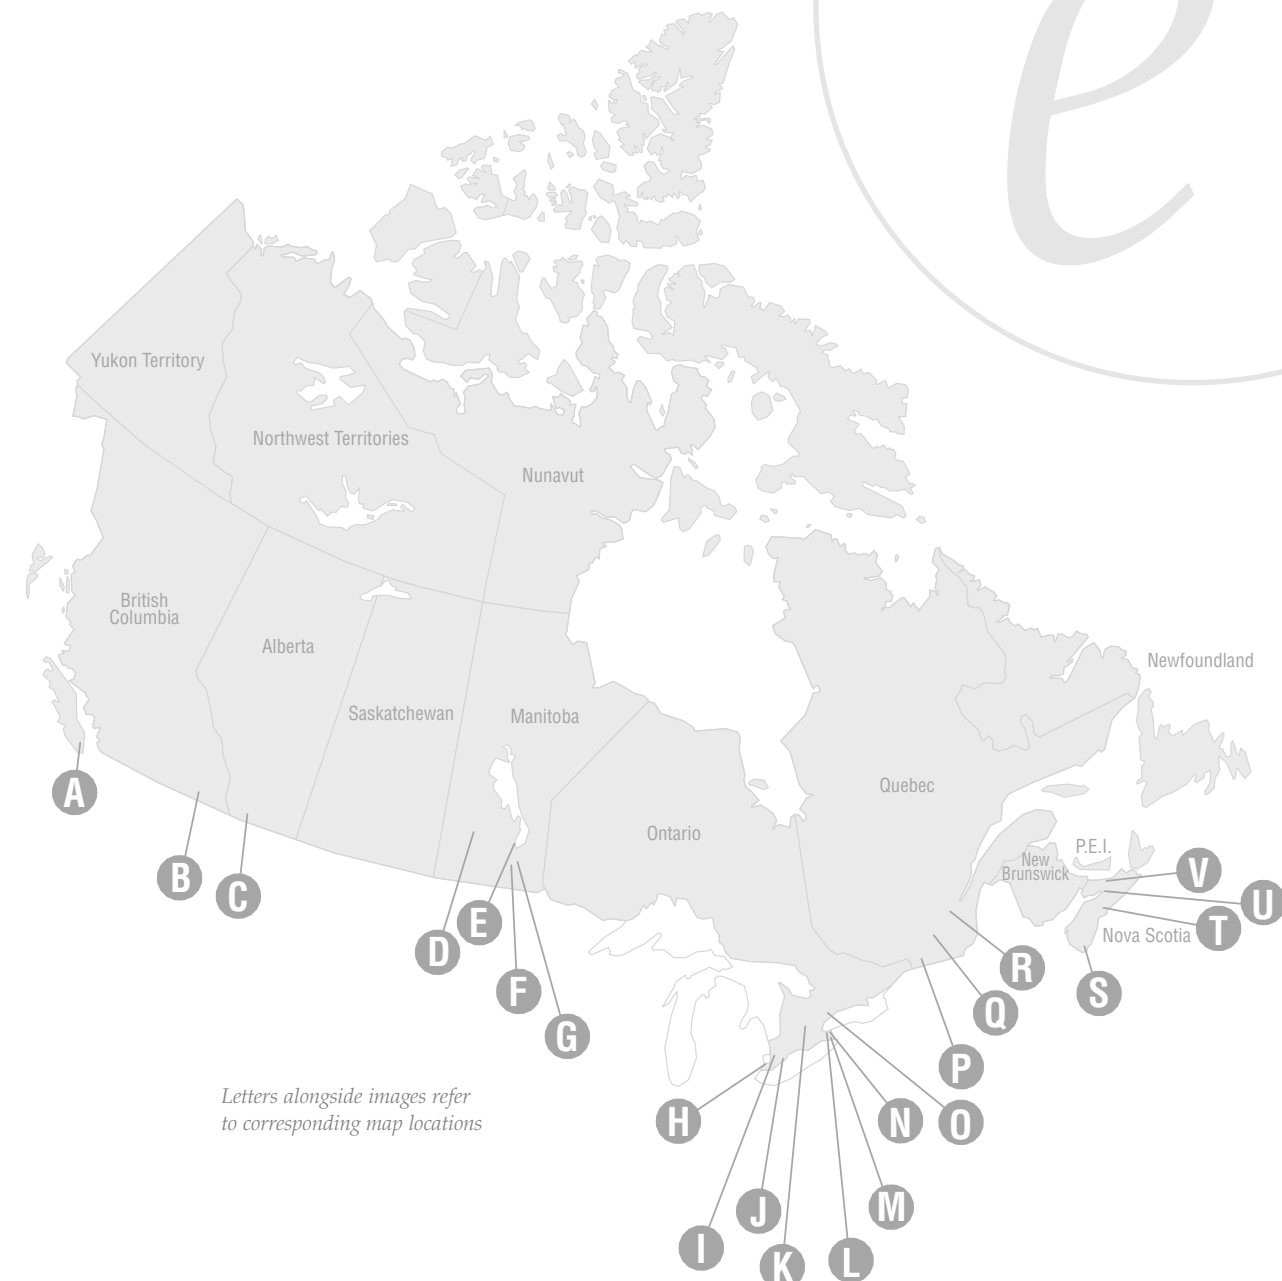 e
Yukon Territory
Northwest Territories
Nunavut
British
Columbia
Alberta
Saskatchewan
Manitoba
Ontario
Quebec
Newfoundland
P.E.I.
New
Brunswick
Nova Scotia
A
B
C
D
E
F
G
H
I
J
K
L
M
N
O
P
Q
R
S
T
U
V
Letters alongside images refer
to corresponding map locations